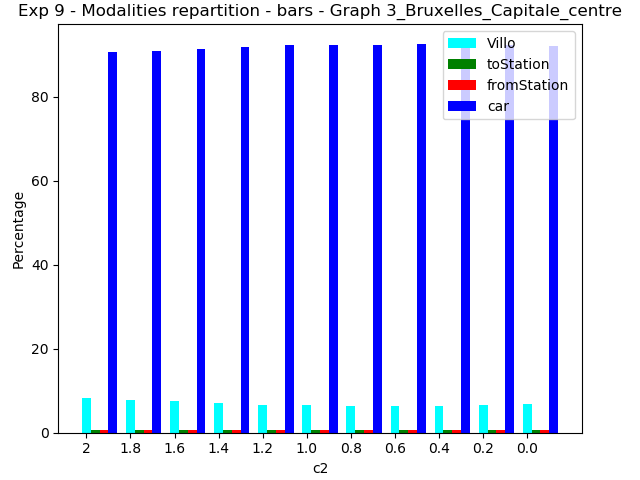 Exp 9 - Modalities repartition - bars - Graph 3_Bruxelles_Capitale_centre
Villo
toStation
fromStation
car
Percentage
80
60
40
20
0
2 1.8 1.6 1.4 1.2 1.0 0.8 0.6 0.4 0.2 0.0
c2